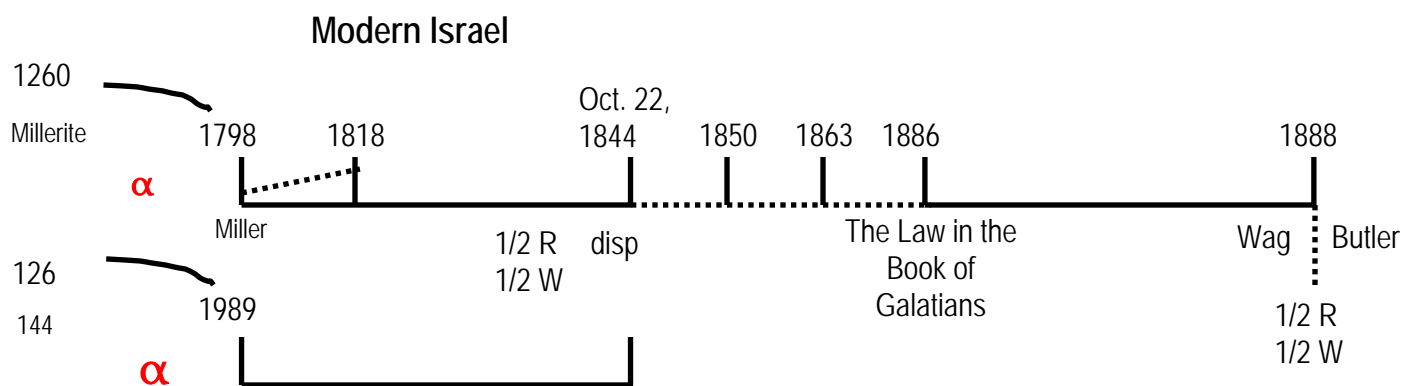 Modern Israel
1260
Oct. 22,
Millerite 1798 1818 1844 1850 1863 1886 1888
α
Miller 1/2 R disp The Law in the Wag Butler
1/2 W Book of
Galatians
126
1989
144
1/2 R
1/2 W
α